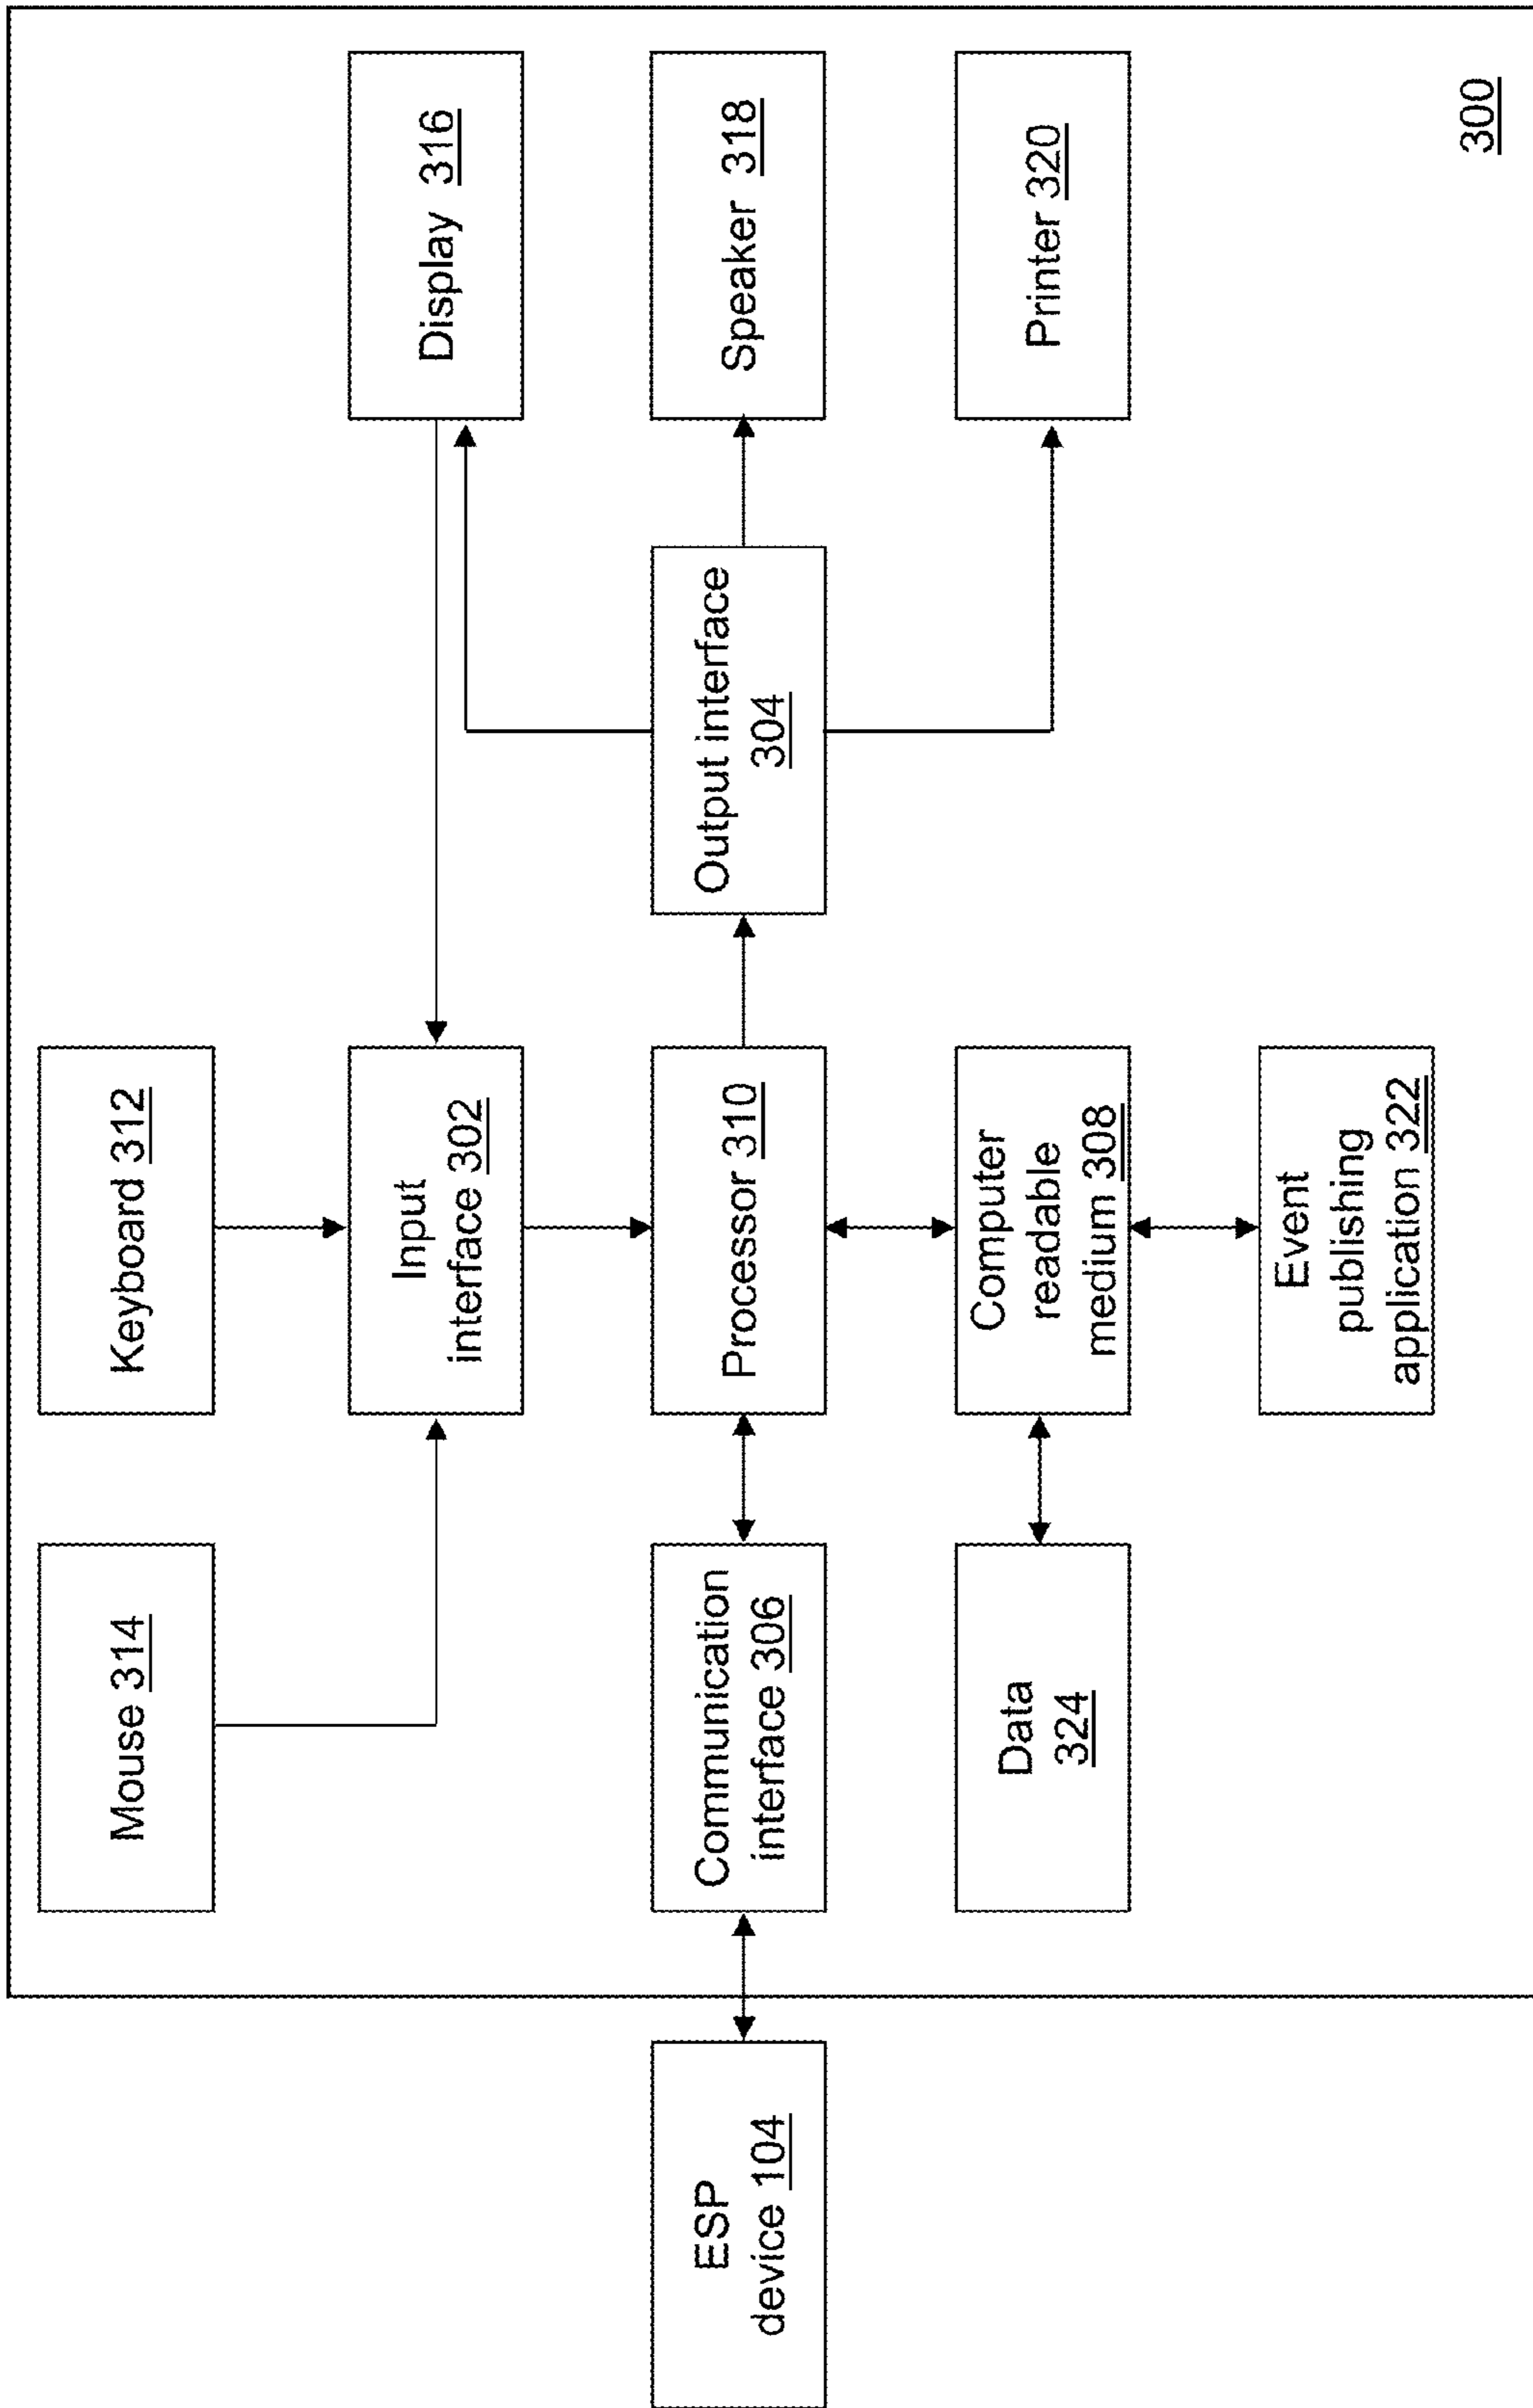 Mouse 314
Keyboard 312
Input
interface 302
Display 316
ESP
device 104
Communication
interface 306
Processor 310
Output interface
304
Speaker 318
Data
324
Computer
readable
medium 308
Printer 320
Event
publishing
application 322
300